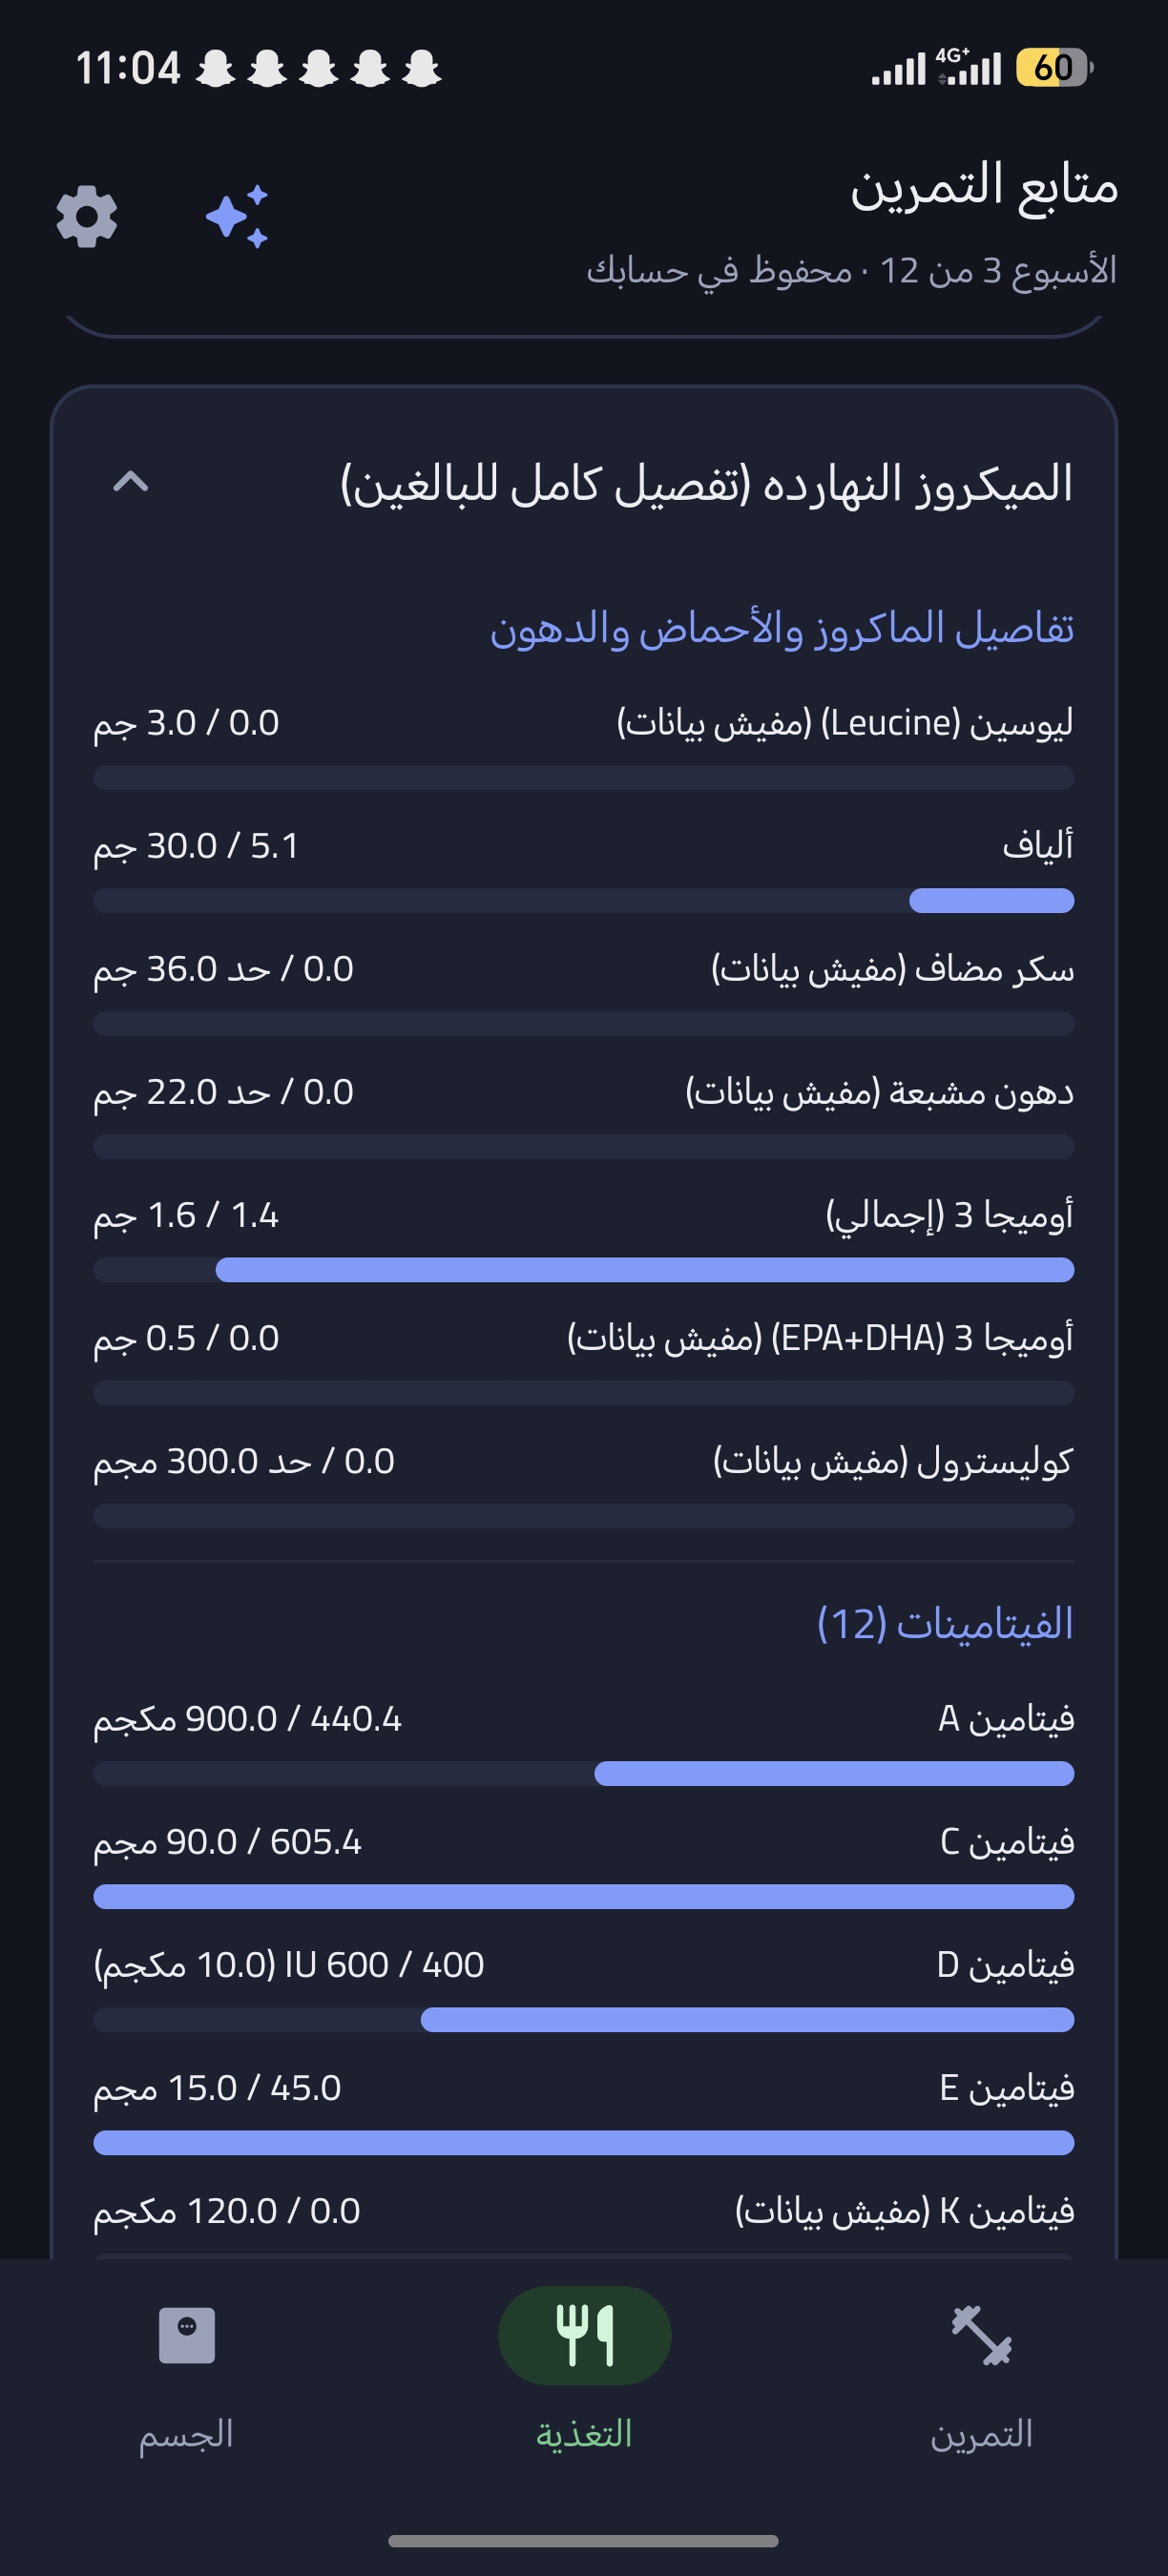 11:04
4G+
60
متابع التمرين
الأسبوع 3 من 12 · محفوظ في حسابك
الميكروز النهارده (تفصيل كامل للبالغين)
تفاصيل الماكروز والأحماض والدهون
ليوسين (Leucine) (مفيش بيانات) 0.0 / 3.0 جم
ألياف 5.1 / 30.0 جم
سكر مضاف (مفيش بيانات) 0.0 / حد 36.0 جم
دهون مشبعة (مفيش بيانات) 0.0 / حد 22.0 جم
أوميجا 3 (إجمالي) 1.4 / 1.6 جم
أوميجا 3 (EPA+DHA) (مفيش بيانات) 0.0 / 0.5 جم
كوليسترول (مفيش بيانات) 0.0 / حد 300.0 مجم
الفيتامينات (12)
فيتامين A 440.4 / 900.0 مكجم
فيتامين C 605.4 / 90.0 مجم
فيتامين D 400 / 600 IU (10.0 مكجم)
فيتامين E 45.0 / 15.0 مجم
فيتامين K (مفيش بيانات) 0.0 / 120.0 مكجم
التمرين
التغذية
الجسم